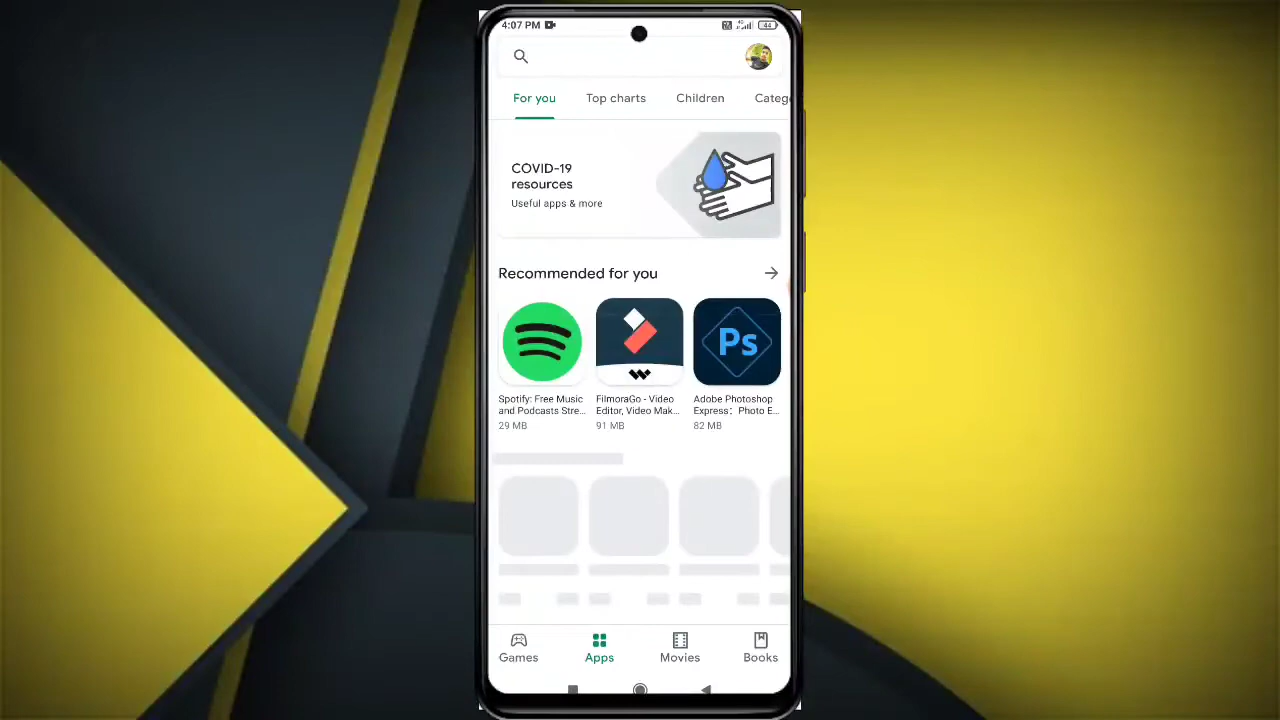 4:07 PM
44
For you Top charts Children Categ
COVID-19
resources
Useful apps & more
Recommended for you
Ps
Spotify: Free Music
and Podcasts Stre...
29 MB
FilmoraGo - Video
Editor, Video Mak...
91 MB
Adobe Photoshop
Express: Photo E...
82 MB
Games Apps Movies Books